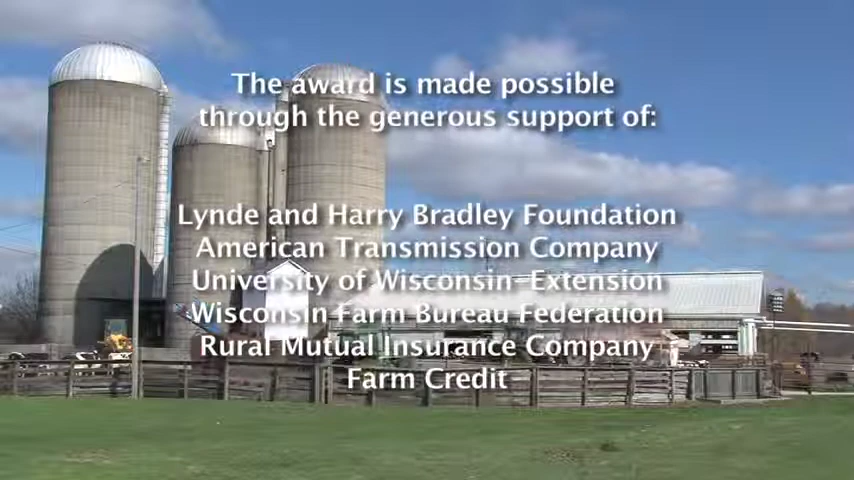 The award is made possible
through the generous support of:
Lynde and Harry Bradley Foundation
American Transmission Company
University of Wisconsin-Extension
Wisconsin Farm Bureau Federation
Rural Mutual Insurance Company
Farm Credit